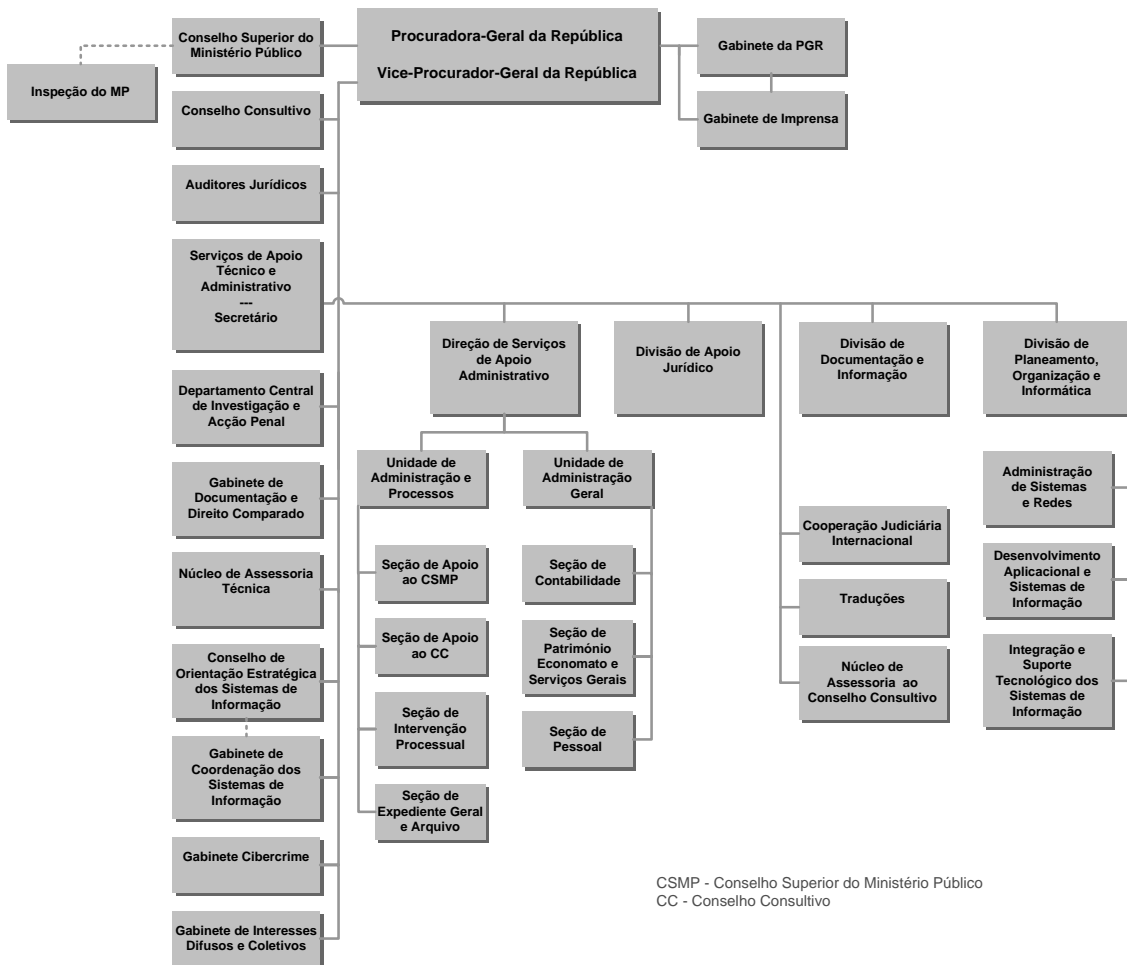 Conselho Superior do
Ministério Público
Procuradora-Geral da República
Vice-Procurador-Geral da República
Gabinete da PGR
Inspeção do MP
Conselho Consultivo
Gabinete de Imprensa
Auditores Jurídicos
Serviços de Apoio
Técnico e
Administrativo
---
Secretário
Direção de Serviços
de Apoio
Administrativo
Divisão de Apoio
Jurídico
Divisão de
Documentação e
Informação
Divisão de
Planeamento,
Organização e
Informática
Departamento Central
de Investigação e
Acção Penal
Unidade de
Administração e
Processos
Unidade de
Administração
Geral
Gabinete de
Documentação e
Direito Comparado
Administração
de Sistemas
e Redes
Cooperação Judiciária
Internacional
Núcleo de Assessoria
Técnica
Seção de Apoio
ao CSMP
Seção de
Contabilidade
Desenvolvimento
Aplicacional e
Sistemas de
Informação
Traduções
Conselho de
Orientação Estratégica
dos Sistemas de
Informação
Seção de Apoio
ao CC
Seção de
Património
Economato e
Serviços Gerais
Núcleo de
Assessoria ao
Conselho Consultivo
Integração e
Suporte
Tecnológico dos
Sistemas de
Informação
Seção de
Intervenção
Processual
Seção de
Pessoal
Gabinete de
Coordenação dos
Sistemas de
Informação
Seção de
Expediente Geral
e Arquivo
Gabinete Cibercrime
Gabinete de Interesses
Difusos e Coletivos
CSMP - Conselho Superior do Ministério Público
CC - Conselho Consultivo